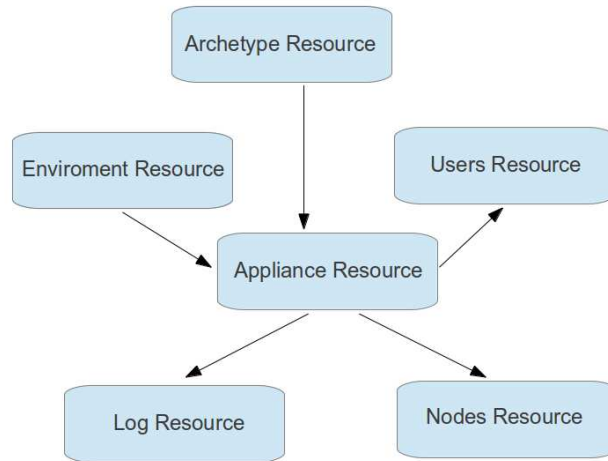 Archetype Resource
Enviroment Resource
Users Resource
Appliance Resource
Log Resource
Nodes Resource